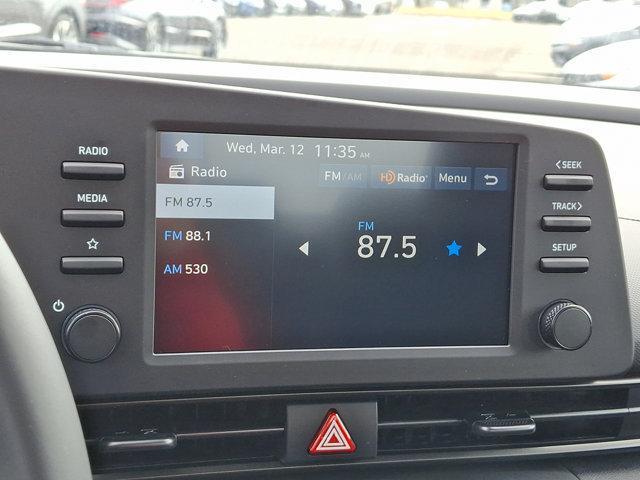 Wed, Mar. 12 11:35 AM
Radio
FM/AM HD Radio Menu
FM 87.5
FM 88.1
AM 530
FM
87.5
RADIO
MEDIA
<SEEK
TRACK>
SETUP